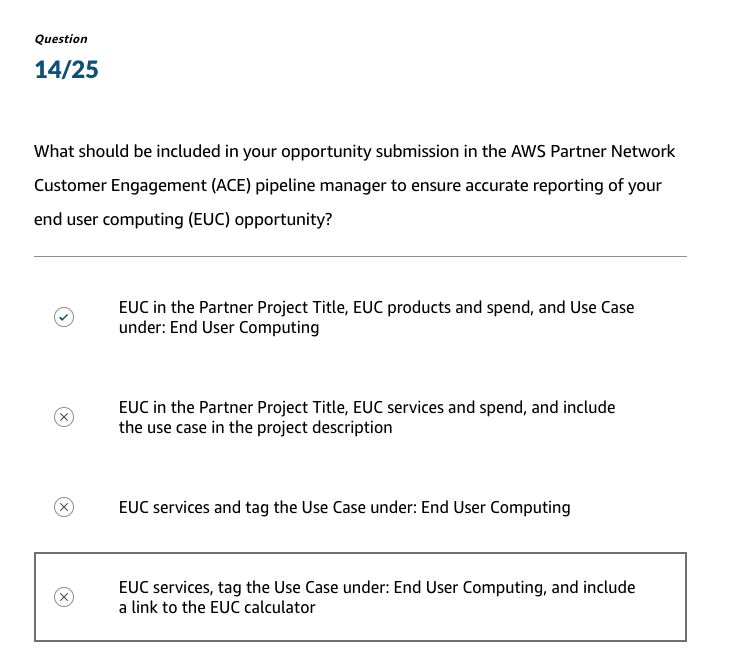 Question
14/25
What should be included in your opportunity submission in the AWS Partner Network
Customer Engagement (ACE) pipeline manager to ensure accurate reporting of your
end user computing (EUC) opportunity?
EUC in the Partner Project Title, EUC products and spend, and Use Case
under: End User Computing
EUC in the Partner Project Title, EUC services and spend, and include
the use case in the project description
EUC services and tag the Use Case under: End User Computing
EUC services, tag the Use Case under: End User Computing, and include
a link to the EUC calculator